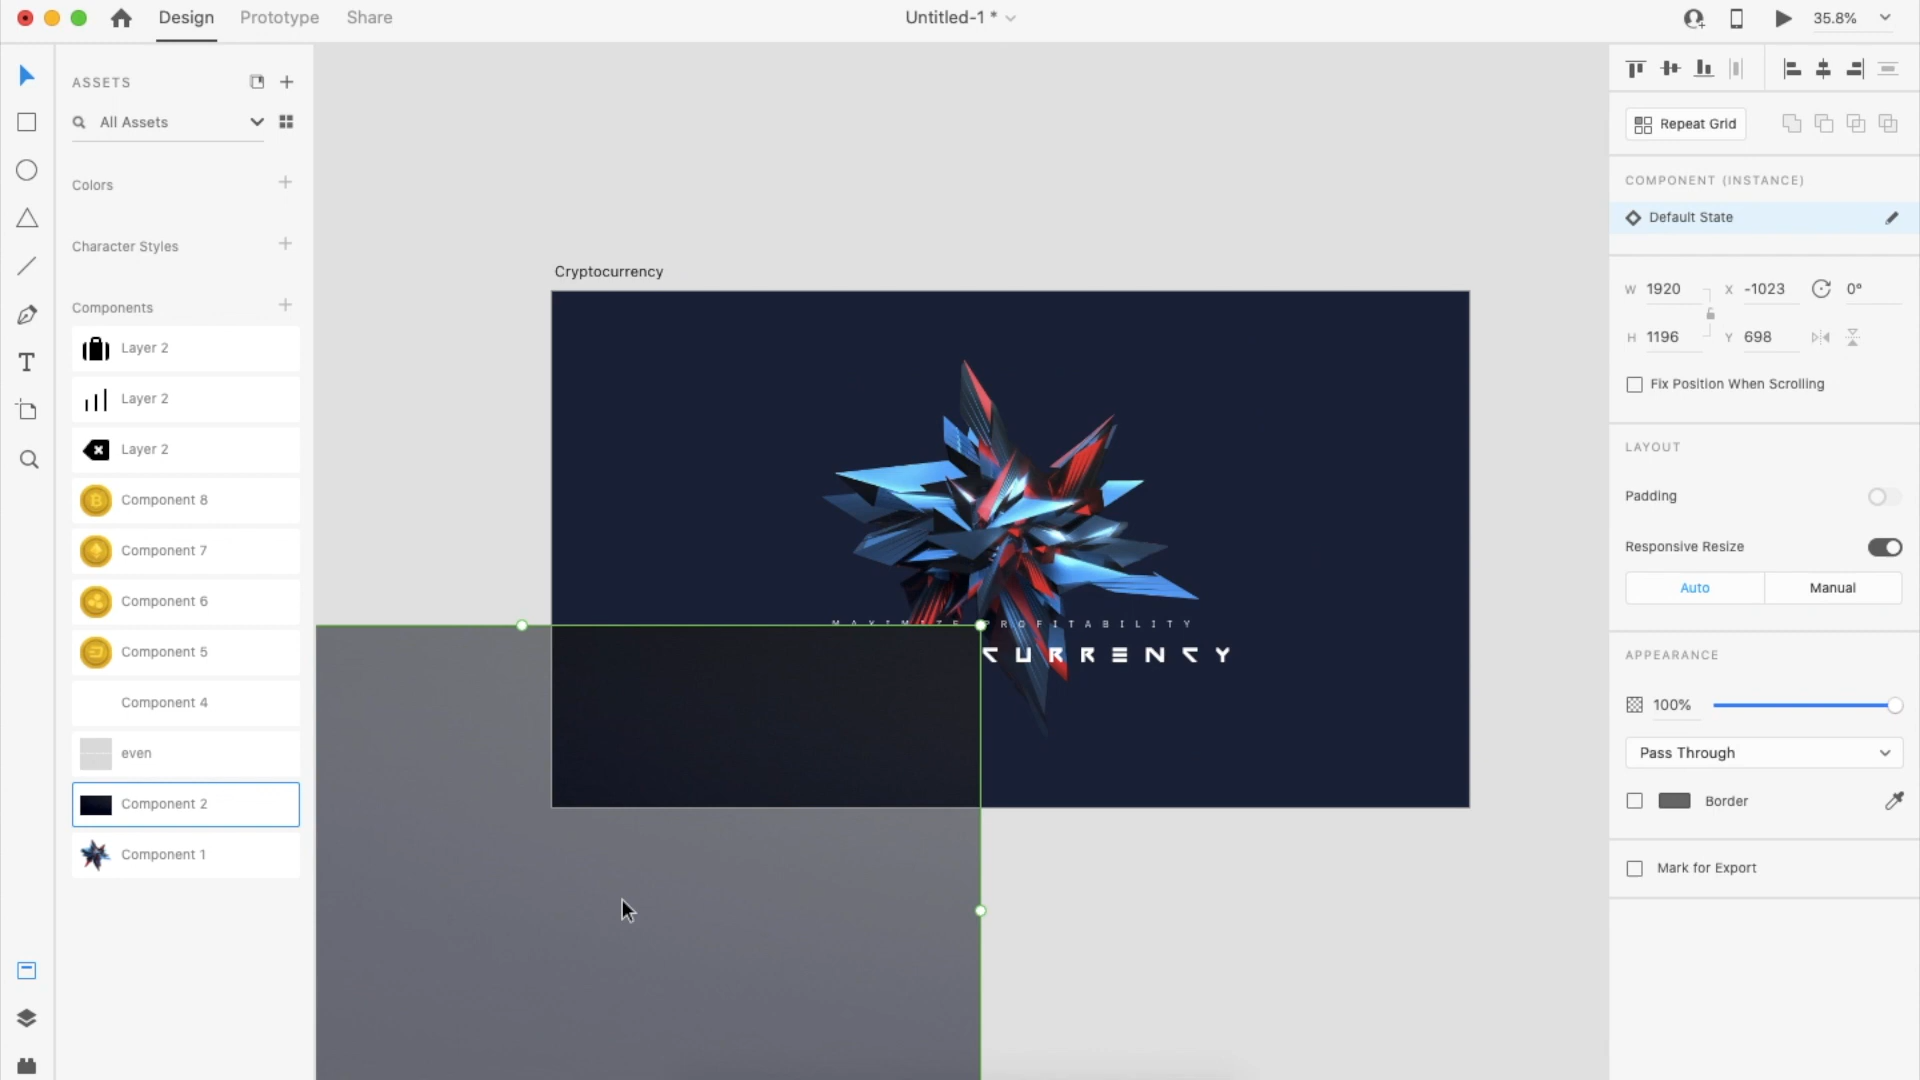 Design Prototype Share
Untitled-1 *
35.8%
ASSETS
All Assets
Colors
Character Styles
Components
Layer 2
Layer 2
Layer 2
Component 8
Component 7
Component 6
Component 5
Component 4
even
Component 2
Component 1
Cryptocurrency
MAXIMIZE PROFITABILITY
CURRENCY
Repeat Grid
COMPONENT (INSTANCE)
Default State
W 1920 X -1023 0°
H 1196 Y 698
Fix Position When Scrolling
LAYOUT
Padding
Responsive Resize
Auto Manual
APPEARANCE
100%
Pass Through
Border
Mark for Export